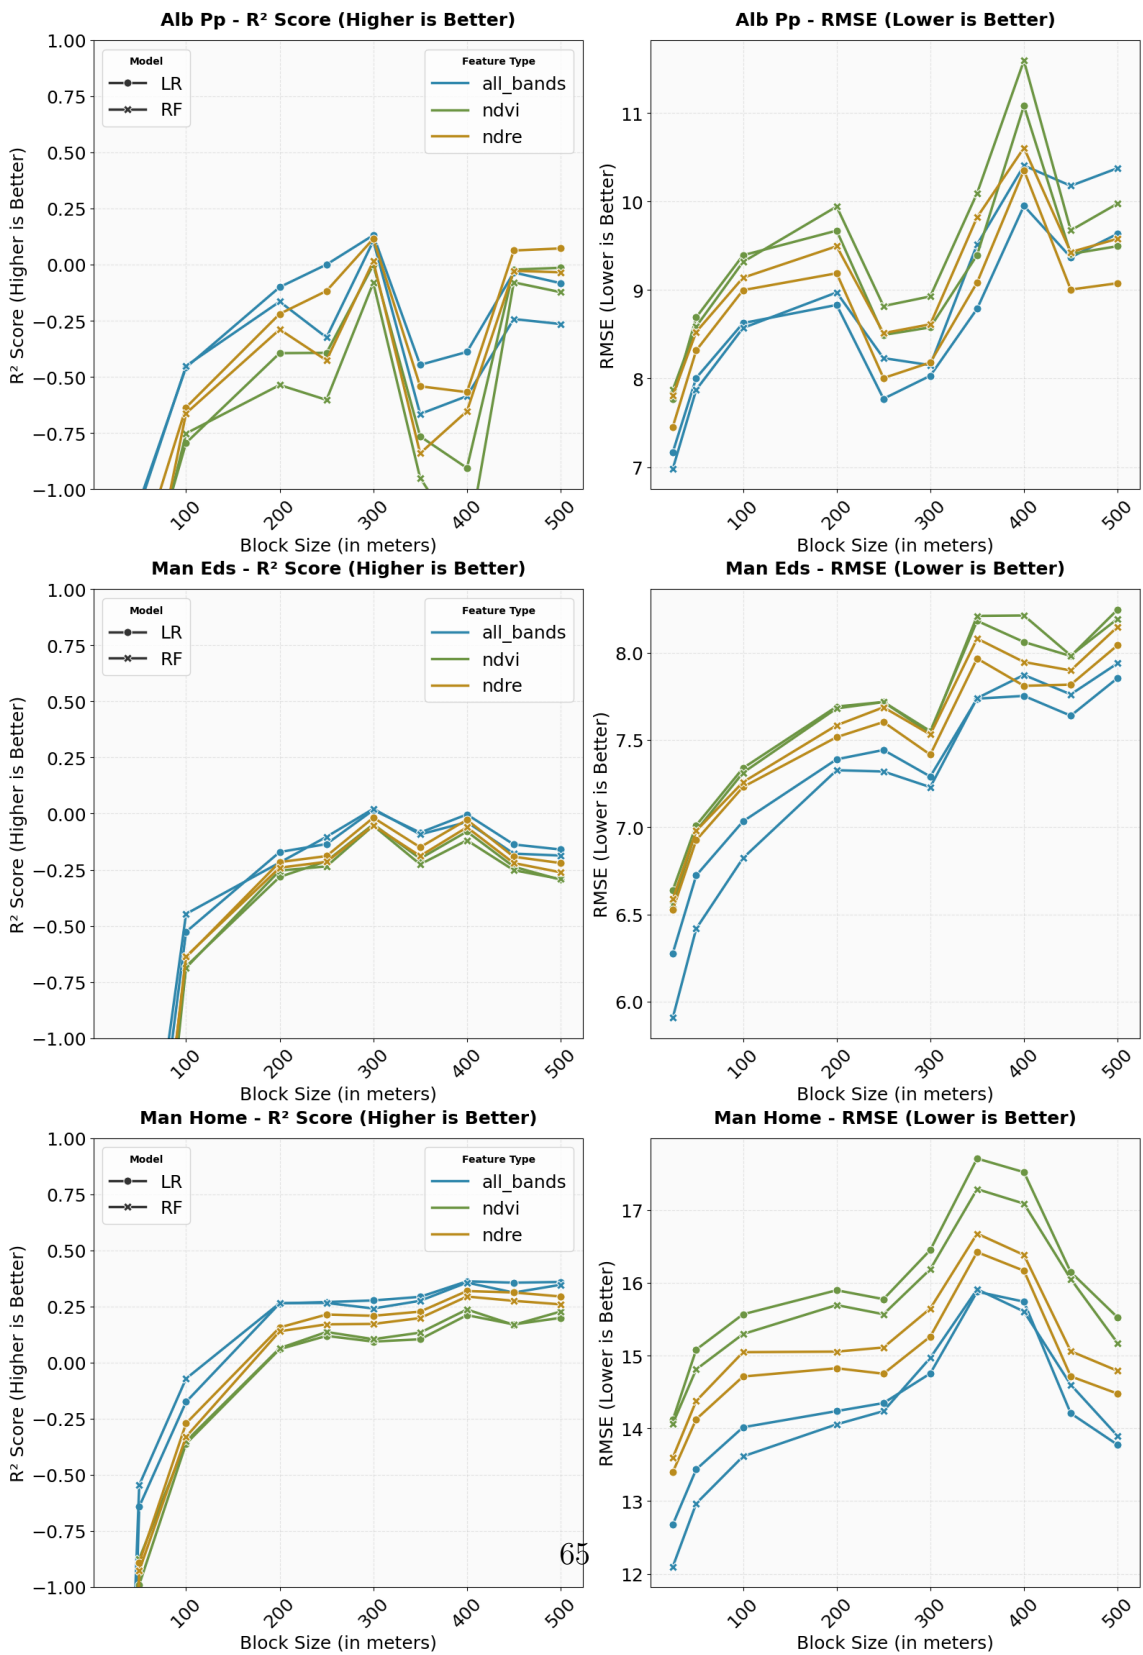 Alb Pp - R² Score (Higher is Better)
Alb Pp - RMSE (Lower is Better)
R² Score (Higher is Better)
1.00
0.75
0.50
0.25
0.00
−0.25
−0.50
−0.75
−1.00
Model
LR
RF
Feature Type
all_bands
ndvi
ndre
100
200
300
400
500
Block Size (in meters)
RMSE (Lower is Better)
11
10
9
8
7
100
200
300
400
500
Block Size (in meters)
Man Eds - R² Score (Higher is Better)
Man Eds - RMSE (Lower is Better)
R² Score (Higher is Better)
1.00
0.75
0.50
0.25
0.00
−0.25
−0.50
−0.75
−1.00
Model
LR
RF
Feature Type
all_bands
ndvi
ndre
100
200
300
400
500
Block Size (in meters)
RMSE (Lower is Better)
8.0
7.5
7.0
6.5
6.0
100
200
300
400
500
Block Size (in meters)
Man Home - R² Score (Higher is Better)
Man Home - RMSE (Lower is Better)
R² Score (Higher is Better)
1.00
0.75
0.50
0.25
0.00
−0.25
−0.50
−0.75
−1.00
Model
LR
RF
Feature Type
all_bands
ndvi
ndre
100
200
300
400
500
Block Size (in meters)
RMSE (Lower is Better)
17
16
15
14
13
12
100
200
300
400
500
Block Size (in meters)
65